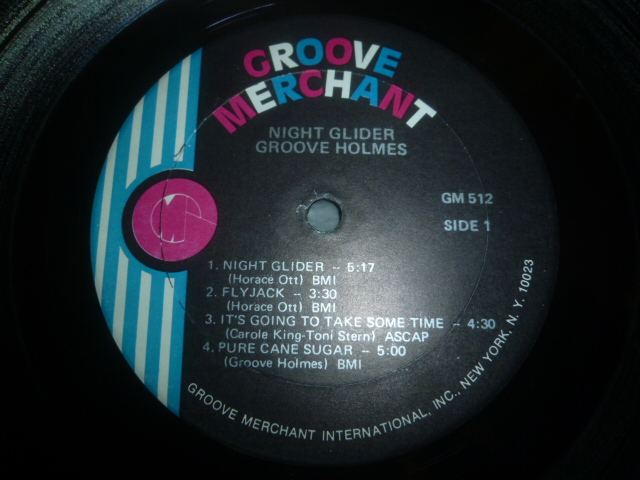 GROOVE
MERCHANT
NIGHT GLIDER
GROOVE HOLMES
GM 512
SIDE 1
1. NIGHT GLIDER -- 5:17
(Horace Ott) BMI
2. FLYJACK -- 3:30
(Horace Ott) BMI
3. IT'S GOING TO TAKE SOME TIME -- 4:30
(Carole King-Toni Stern) ASCAP
4. PURE CANE SUGAR -- 5:00
(Groove Holmes) BMI
GROOVE MERCHANT INTERNATIONAL, INC., NEW YORK, N. Y. 10023